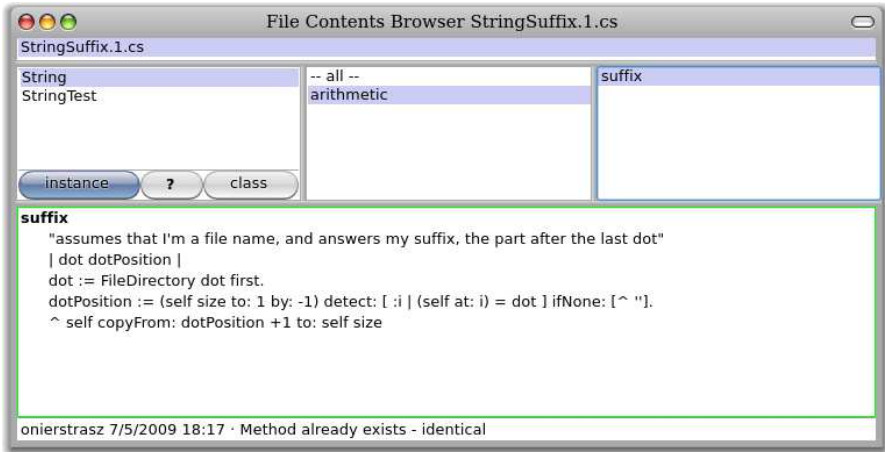 File Contents Browser StringSuffix.1.cs
StringSuffix.1.cs
String
StringTest
instance ? class
-- all --
arithmetic
suffix
suffix
"assumes that I'm a file name, and answers my suffix, the part after the last dot"
| dot dotPosition |
dot := FileDirectory dot first.
dotPosition := (self size to: 1 by: -1) detect: [ :i | (self at: i) = dot ] ifNone: [^ ''].
^ self copyFrom: dotPosition +1 to: self size
onierstrasz 7/5/2009 18:17 · Method already exists - identical